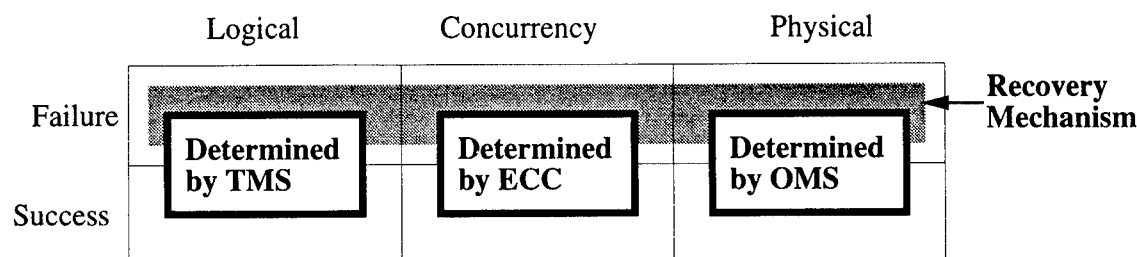 Logical Concurrency Physical
Failure
Recovery
Mechanism
Determined
by TMS
Determined
by ECC
Determined
by OMS
Success